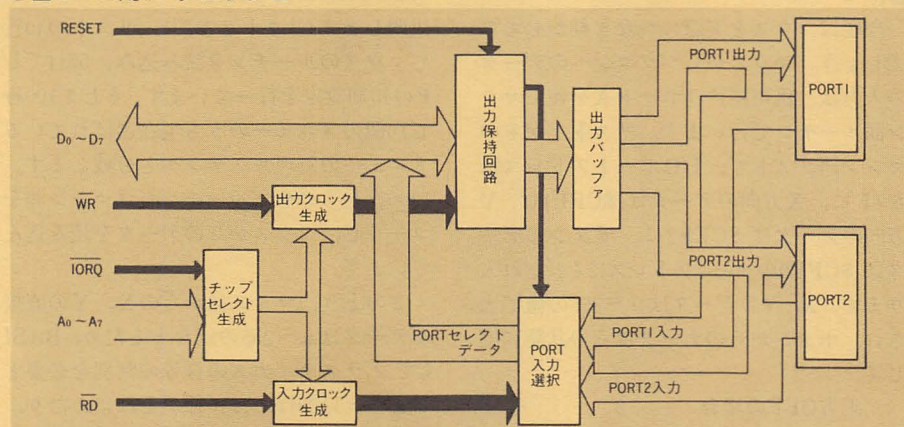 RESET
D0~D7
WR
IORQ
A0~A7
RD
チップ
セレクト
生成
出力クロック
生成
入力クロック
生成
出力保持回路
出力バッファ
PORTセレクト
データ
PORT
入力
選択
PORT1出力
PORT2出力
PORT1入力
PORT2入力
PORT1
PORT2